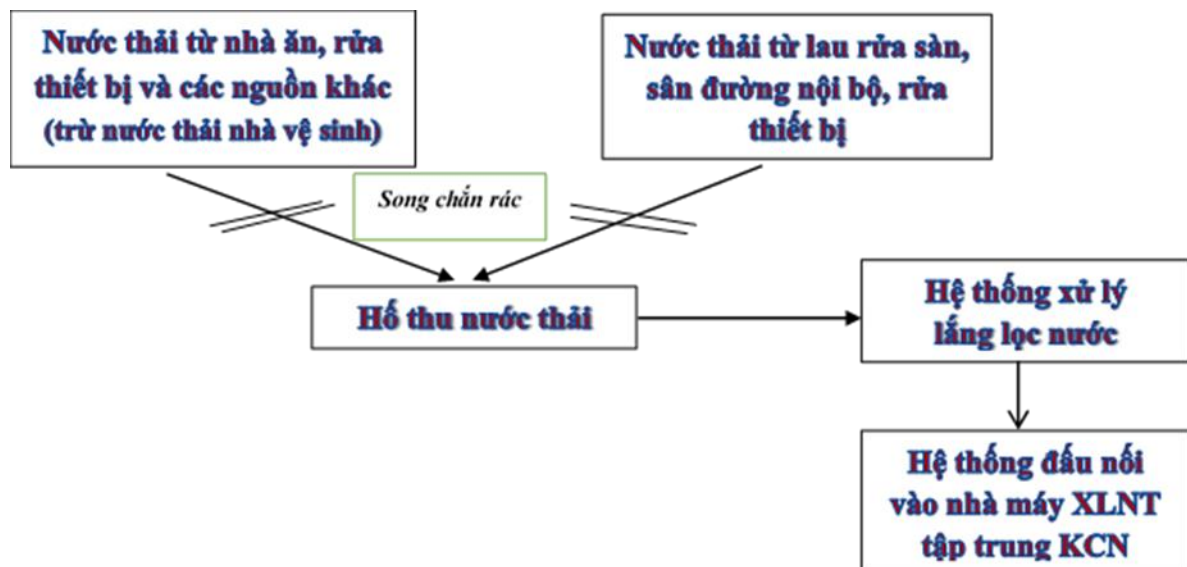 Nước thải từ nhà ăn, rửa
thiết bị và các nguồn khác
(trừ nước thải nhà vệ sinh)
Nước thải từ lau rửa sàn,
sân đường nội bộ, rửa
thiết bị
Song chắn rác
Hố thu nước thải
Hệ thống xử lý
lắng lọc nước
Hệ thống đấu nối
vào nhà máy XLNT
tập trung KCN